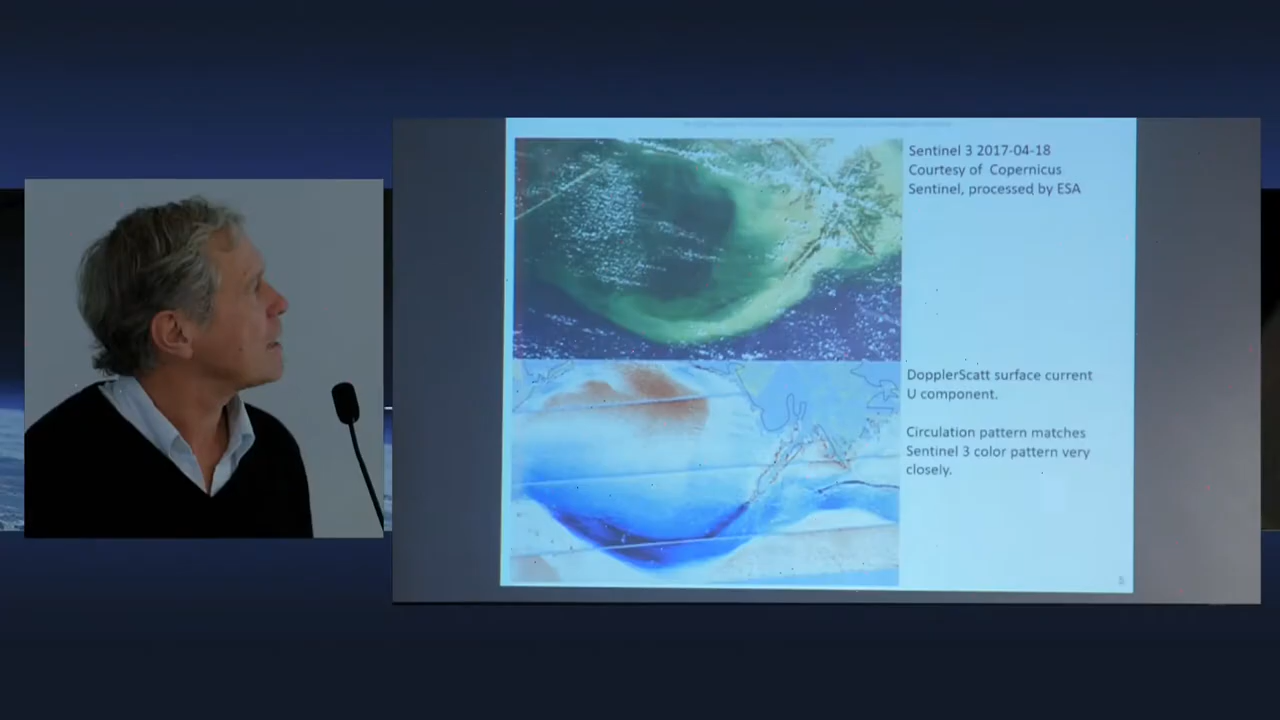 Sentinel 3 2017-04-18
Courtesy of Copernicus
Sentinel, processed by ESA
DopplerScatt surface current
U component.
Circulation pattern matches
Sentinel 3 color pattern very
closely.